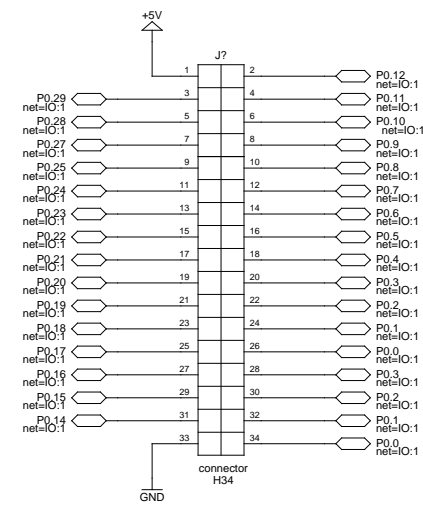 +5V
J?
1 2 P0.12
net=IO:1
P0.29 3 4 P0.11
net=IO:1 net=IO:1
P0.28 5 6 P0.10
net=IO:1 net=IO:1
P0.27 7 8 P0.9
net=IO:1 net=IO:1
P0.25 9 10 P0.8
net=IO:1 net=IO:1
P0.24 11 12 P0.7
net=IO:1 net=IO:1
P0.23 13 14 P0.6
net=IO:1 net=IO:1
P0.22 15 16 P0.5
net=IO:1 net=IO:1
P0.21 17 18 P0.4
net=IO:1 net=IO:1
P0.20 19 20 P0.3
net=IO:1 net=IO:1
P0.19 21 22 P0.2
net=IO:1 net=IO:1
P0.18 23 24 P0.1
net=IO:1 net=IO:1
P0.17 25 26 P0.0
net=IO:1 net=IO:1
P0.16 27 28 P0.3
net=IO:1 net=IO:1
P0.15 29 30 P0.2
net=IO:1 net=IO:1
P0.14 31 32 P0.1
net=IO:1 net=IO:1
33 34 P0.0
net=IO:1
connector
H34
GND